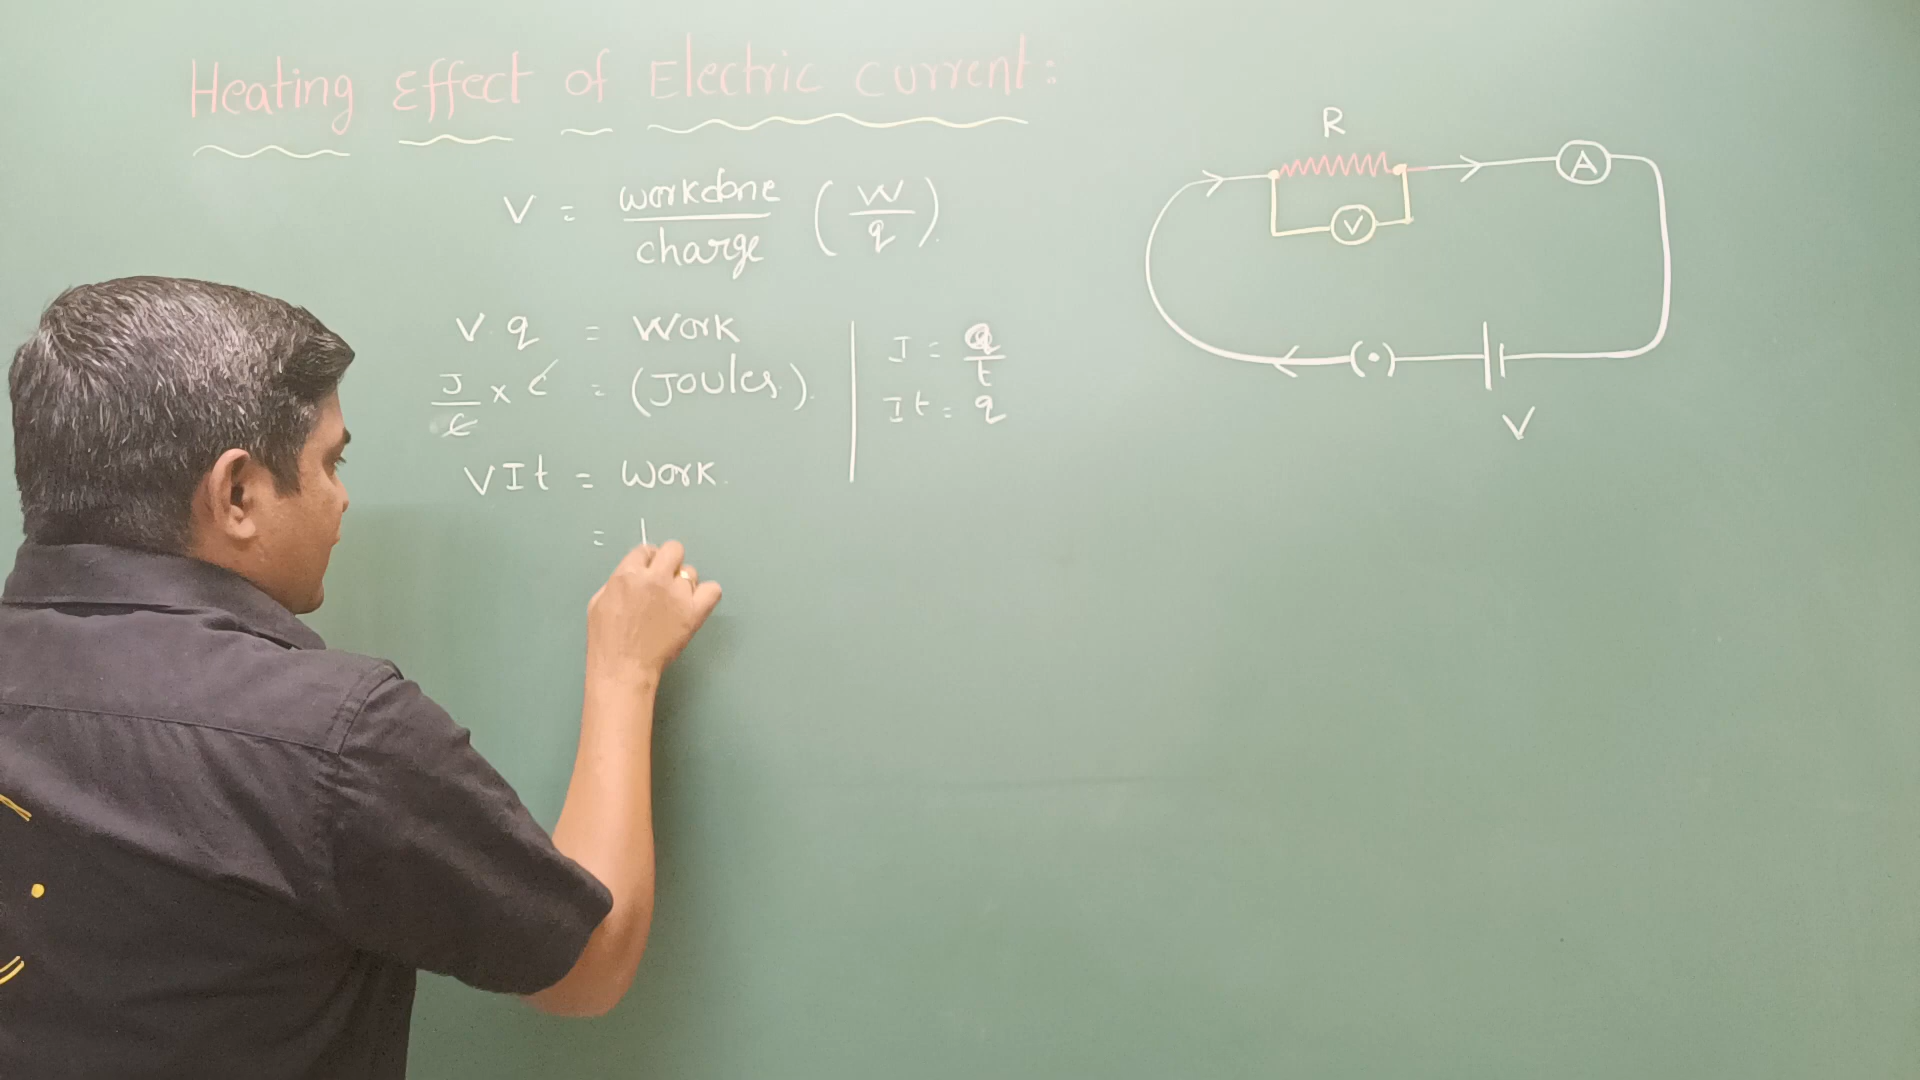 Heating Effect of Electric Current:
V = workdone / charge ( W / q ).
V. q = Work
J / C x C = (Joules.).
VIt = Work.
=
I = Q / t
It = q
R
A
V
(.)
V